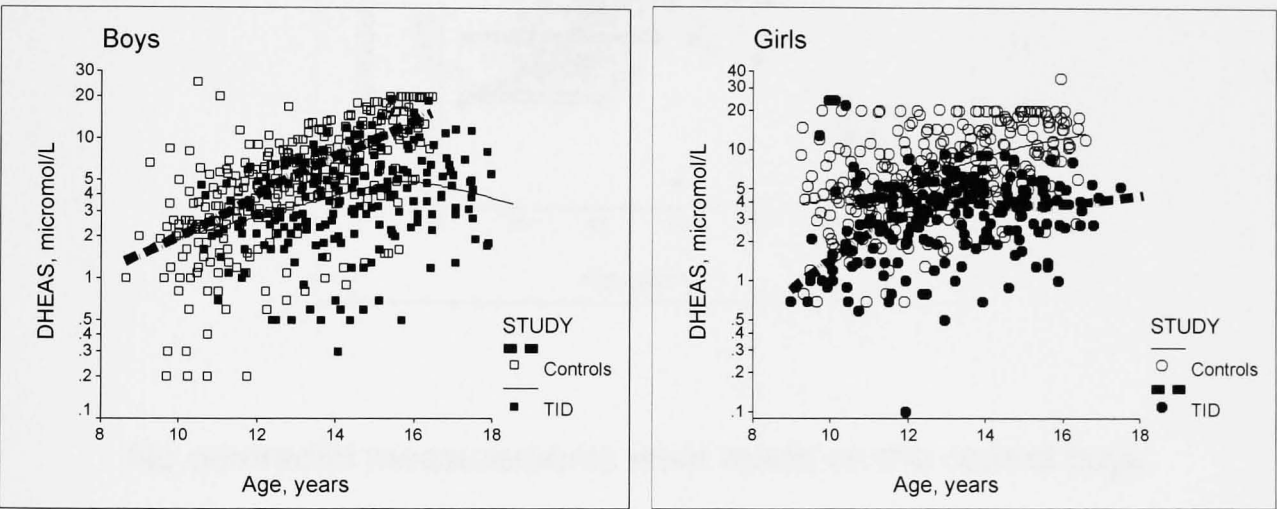 Boys
30
20
10
5
4
3
2
1
.5
.4
.3
.2
.1
DHEAS, micromol/L
8 10 12 14 16 18
Age, years
STUDY
Controls
TID
Girls
40
30
20
10
5
4
3
2
1
.5
.4
.3
.2
.1
DHEAS, micromol/L
8 10 12 14 16 18
Age, years
STUDY
Controls
TID